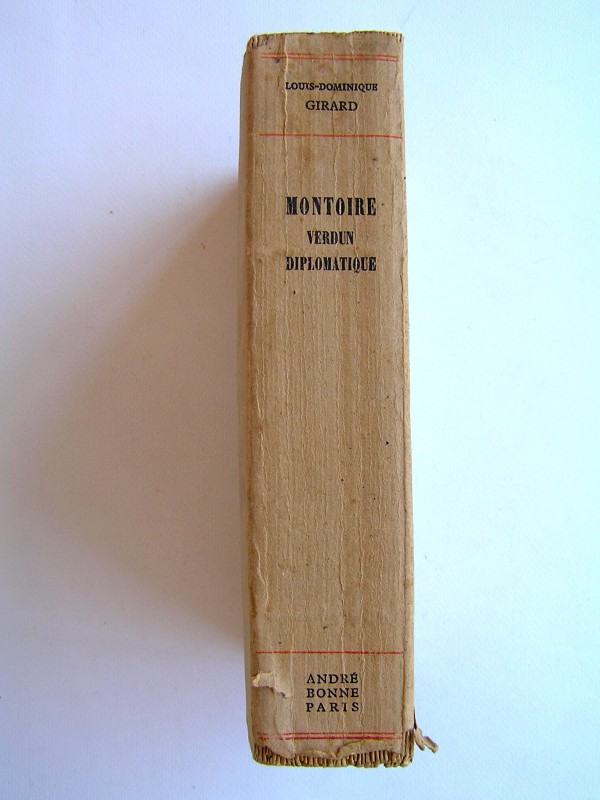 LOUIS-DOMINIQUE
GIRARD
MONTOIRE
VERDUN
DIPLOMATIQUE
ANDRÉ
BONNE
PARIS